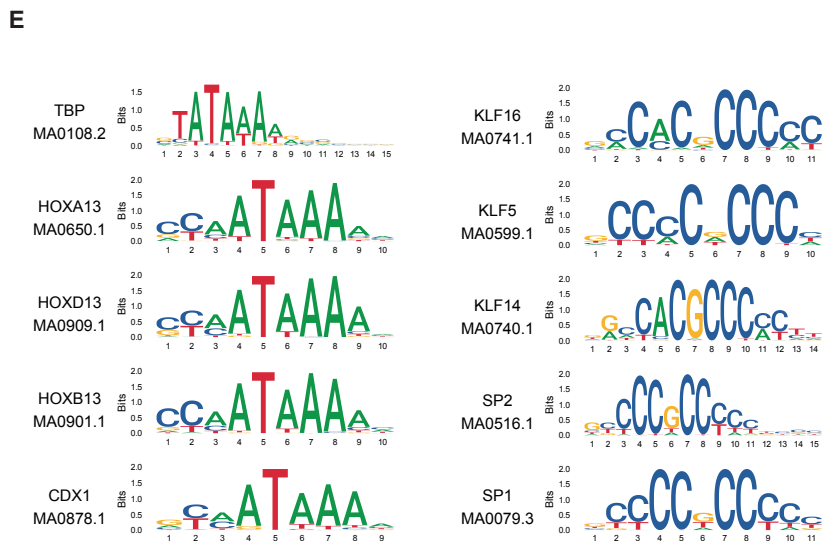 E
TBP
MA0108.2
Bits
1.5
1.0
0.5
0.0
1 2 3 4 5 6 7 8 9 10 11 12 13 14 15
HOXA13
MA0650.1
Bits
2.0
1.5
1.0
0.5
0.0
1 2 3 4 5 6 7 8 9 10
HOXD13
MA0909.1
Bits
2.0
1.5
1.0
0.5
0.0
1 2 3 4 5 6 7 8 9 10
HOXB13
MA0901.1
Bits
2.0
1.5
1.0
0.5
0.0
1 2 3 4 5 6 7 8 9 10
CDX1
MA0878.1
Bits
2.0
1.5
1.0
0.5
0.0
1 2 3 4 5 6 7 8 9
KLF16
MA0741.1
Bits
2.0
1.5
1.0
0.5
0.0
1 2 3 4 5 6 7 8 9 10 11
KLF5
MA0599.1
Bits
2.0
1.5
1.0
0.5
0.0
1 2 3 4 5 6 7 8 9 10
KLF14
MA0740.1
Bits
2.0
1.5
1.0
0.5
0.0
1 2 3 4 5 6 7 8 9 10 11 12 13 14
SP2
MA0516.1
Bits
2.0
1.5
1.0
0.5
0.0
1 2 3 4 5 6 7 8 9 10 11 12 13 14 15
SP1
MA0079.3
Bits
2.0
1.5
1.0
0.5
0.0
1 2 3 4 5 6 7 8 9 10 11